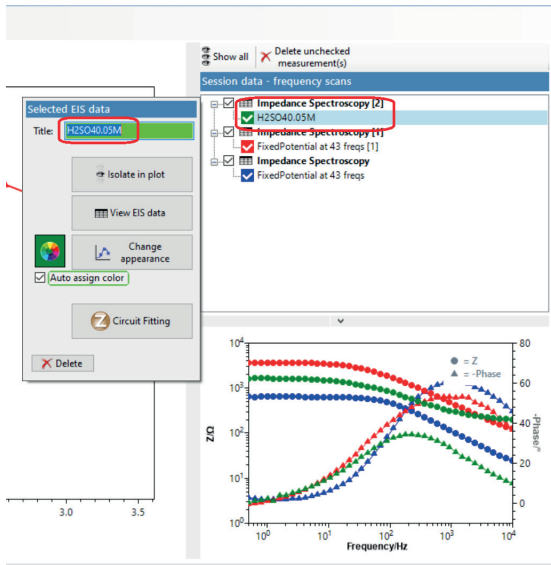 Show all
Delete unchecked
measurement(s)
Session data - frequency scans
Impedance Spectroscopy [2]
H2SO40.05M
Impedance Spectroscopy [1]
FixedPotential at 43 freqs [1]
Impedance Spectroscopy
FixedPotential at 43 freqs
Selected EIS data
Title: H2SO40.05M
Isolate in plot
View EIS data
Change
appearance
Auto assign color
Circuit Fitting
Delete
3.0 3.5
10⁴
10³
10²
10¹
10⁰
Z/Ω
= Z
= -Phase
80
60
40
20
0
-Phase/°
10⁰ 10¹ 10² 10³ 10⁴
Frequency/Hz